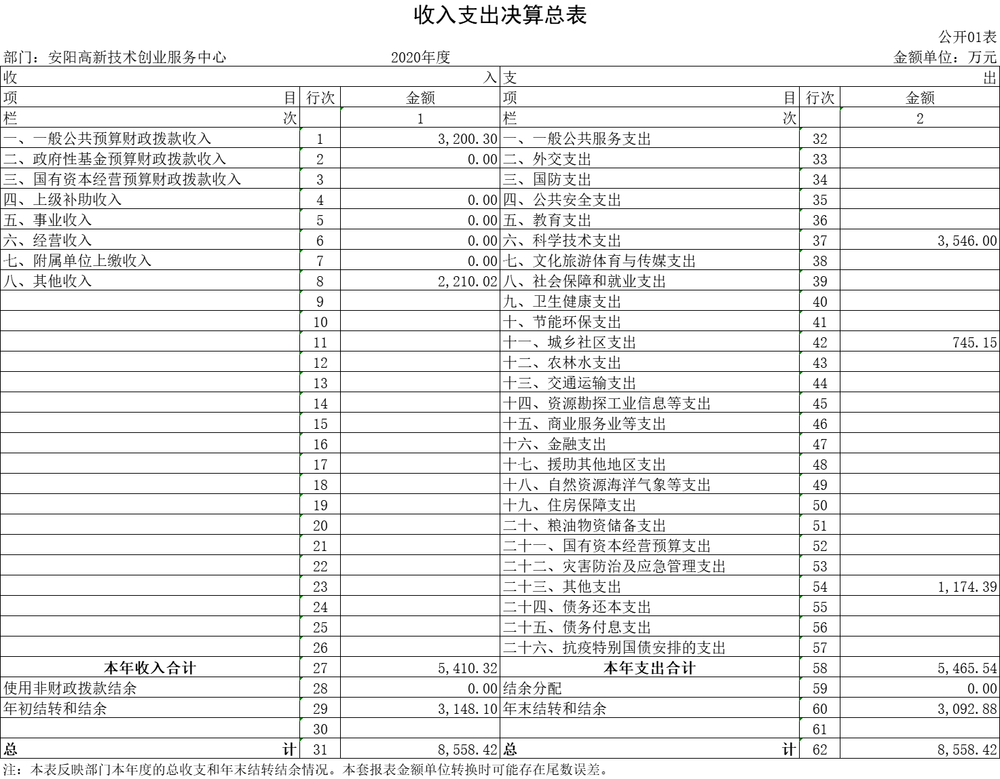 收入支出决算总表
公开01表
部门：安阳高新技术创业服务中心 2020年度 金额单位：万元
收 入 支 出
项 目 行次 金额 项 目 行次 金额
栏 次 1 栏 次 2
一、一般公共预算财政拨款收入 1 3,200.30 一、一般公共服务支出 32
二、政府性基金预算财政拨款收入 2 0.00 二、外交支出 33
三、国有资本经营预算财政拨款收入 3 三、国防支出 34
四、上级补助收入 4 0.00 四、公共安全支出 35
五、事业收入 5 0.00 五、教育支出 36
六、经营收入 6 0.00 六、科学技术支出 37 3,546.00
七、附属单位上缴收入 7 0.00 七、文化旅游体育与传媒支出 38
八、其他收入 8 2,210.02 八、社会保障和就业支出 39
9 九、卫生健康支出 40
10 十、节能环保支出 41
11 十一、城乡社区支出 42 745.15
12 十二、农林水支出 43
13 十三、交通运输支出 44
14 十四、资源勘探工业信息等支出 45
15 十五、商业服务业等支出 46
16 十六、金融支出 47
17 十七、援助其他地区支出 48
18 十八、自然资源海洋气象等支出 49
19 十九、住房保障支出 50
20 二十、粮油物资储备支出 51
21 二十一、国有资本经营预算支出 52
22 二十二、灾害防治及应急管理支出 53
23 二十三、其他支出 54 1,174.39
24 二十四、债务还本支出 55
25 二十五、债务付息支出 56
26 二十六、抗疫特别国债安排的支出 57
本年收入合计 27 5,410.32 本年支出合计 58 5,465.54
使用非财政拨款结余 28 0.00 结余分配 59 0.00
年初结转和结余 29 3,148.10 年末结转和结余 60 3,092.88
30 61
总 计 31 8,558.42 总 计 62 8,558.42
注：本表反映部门本年度的总收支和年末结转结余情况。本套报表金额单位转换时可能存在尾数误差。